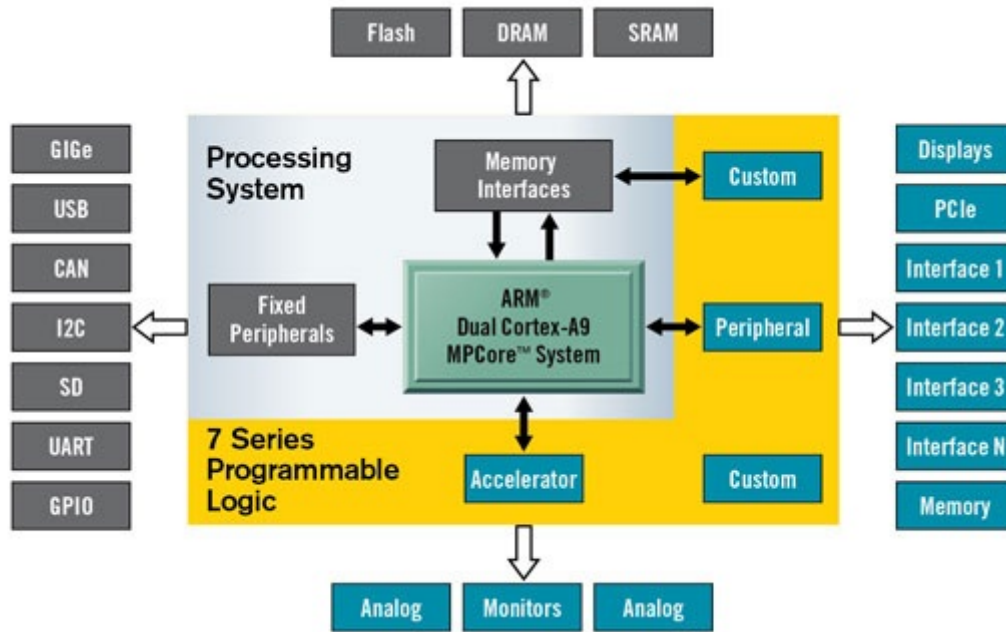 Flash
DRAM
SRAM
GIGe
USB
CAN
I2C
SD
UART
GPIO
Processing
System
Memory
Interfaces
Custom
Fixed
Peripherals
ARM®
Dual Cortex-A9
MPCore™ System
Peripheral
7 Series
Programmable
Logic
Accelerator
Custom
Displays
PCIe
Interface 1
Interface 2
Interface 3
Interface N
Memory
Analog
Monitors
Analog